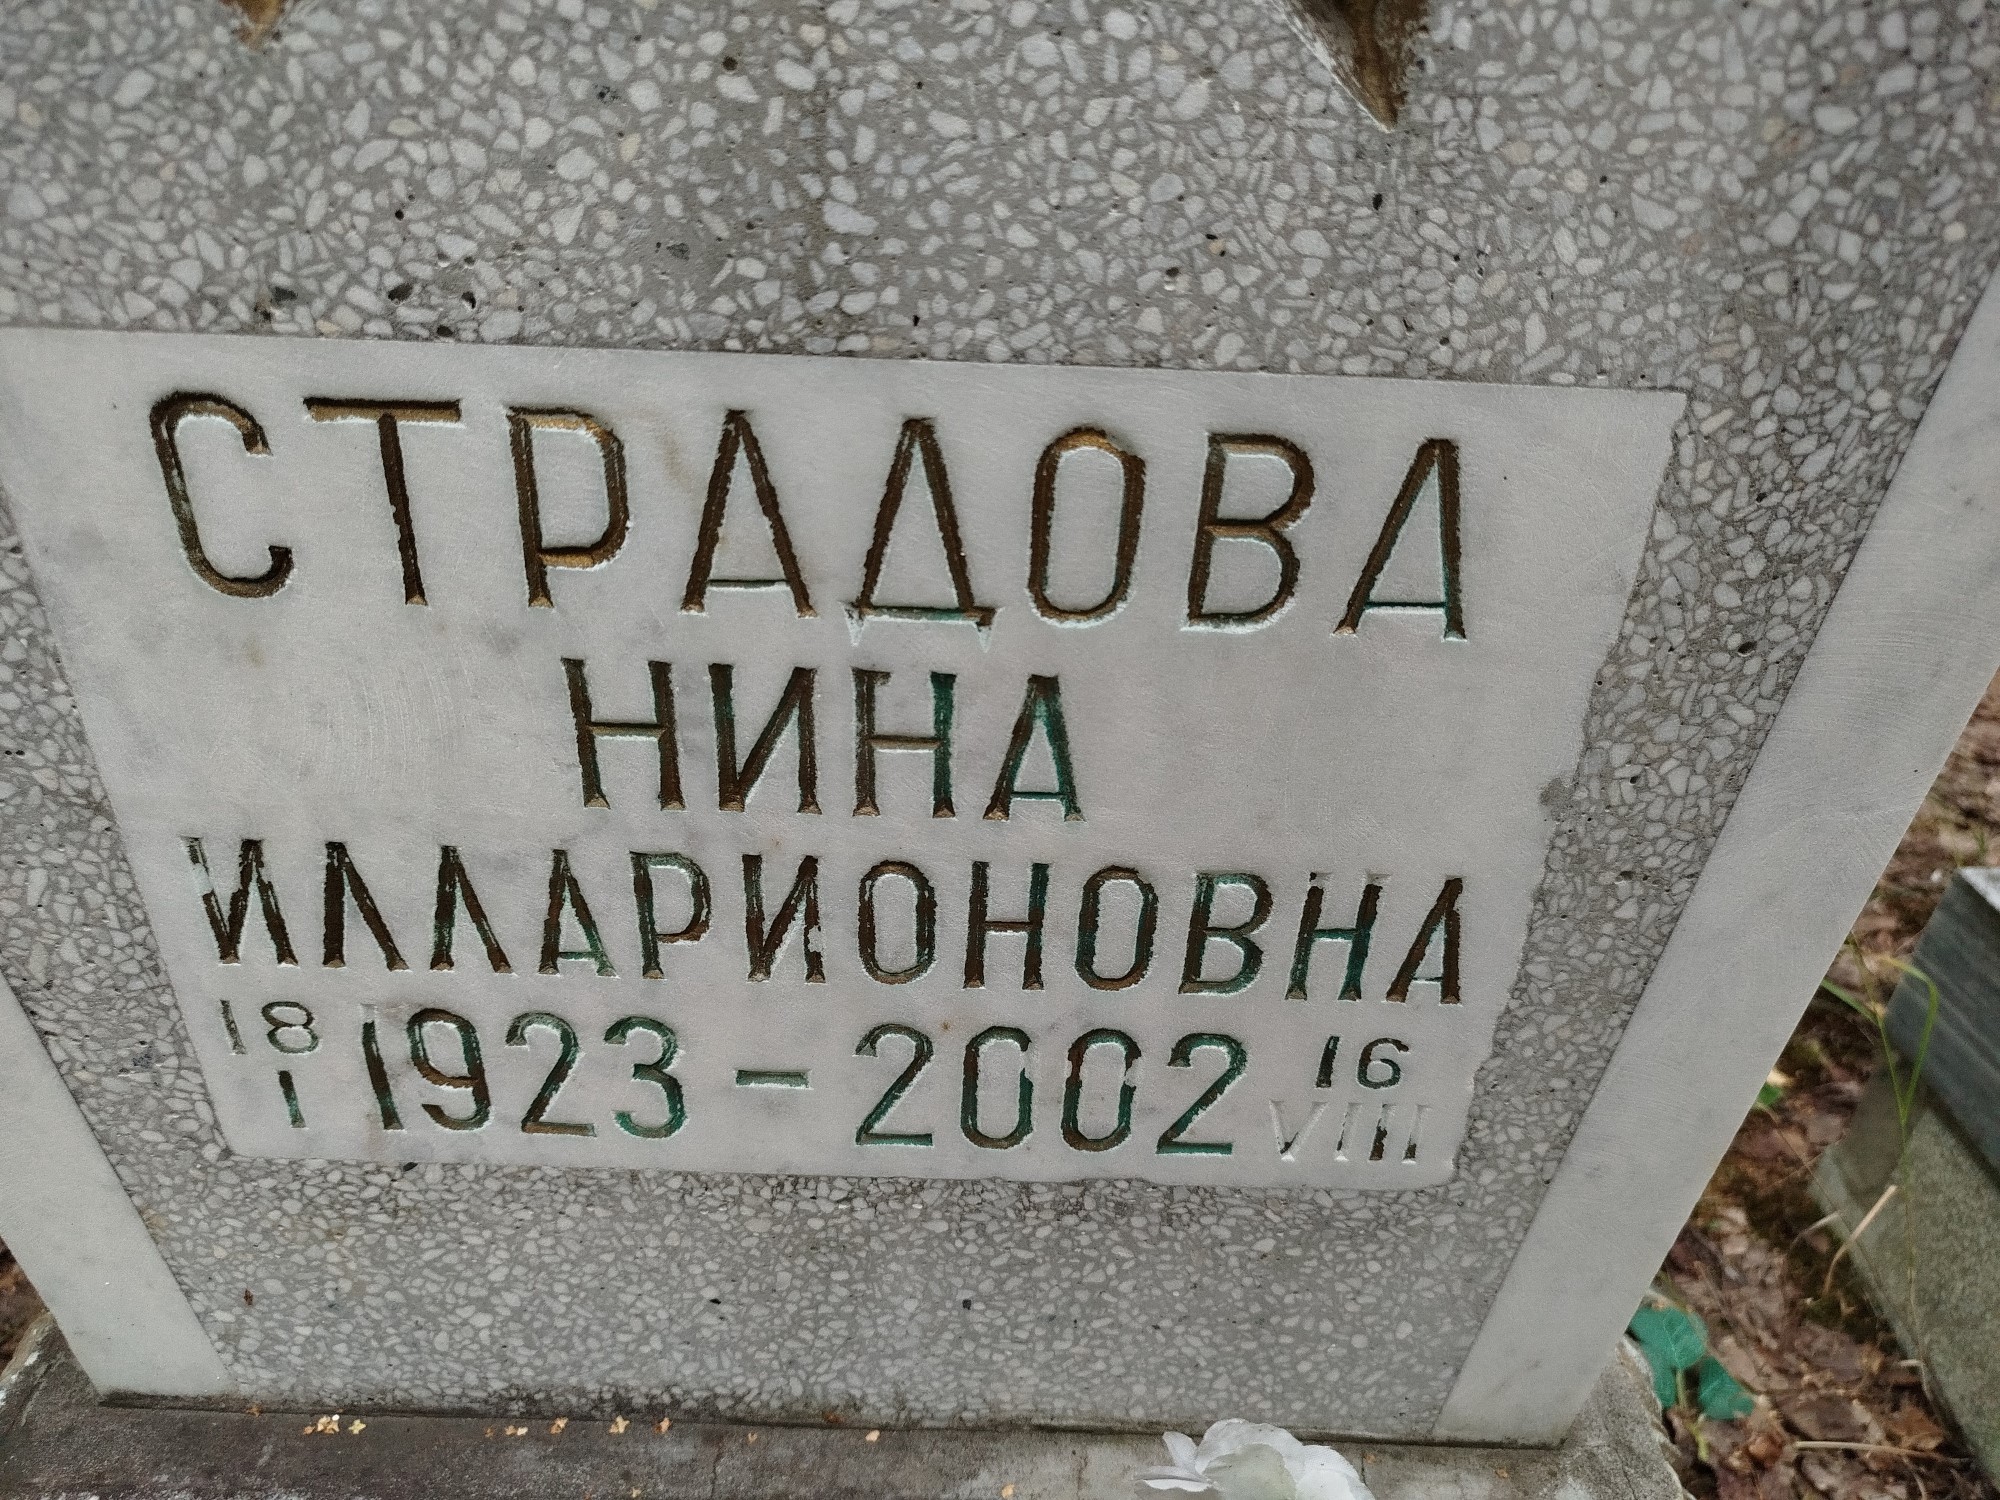 СТРАДОВА
НИНА
ИЛЛАРИОНОВНА
18 I 1923 – 2002 16 VIII